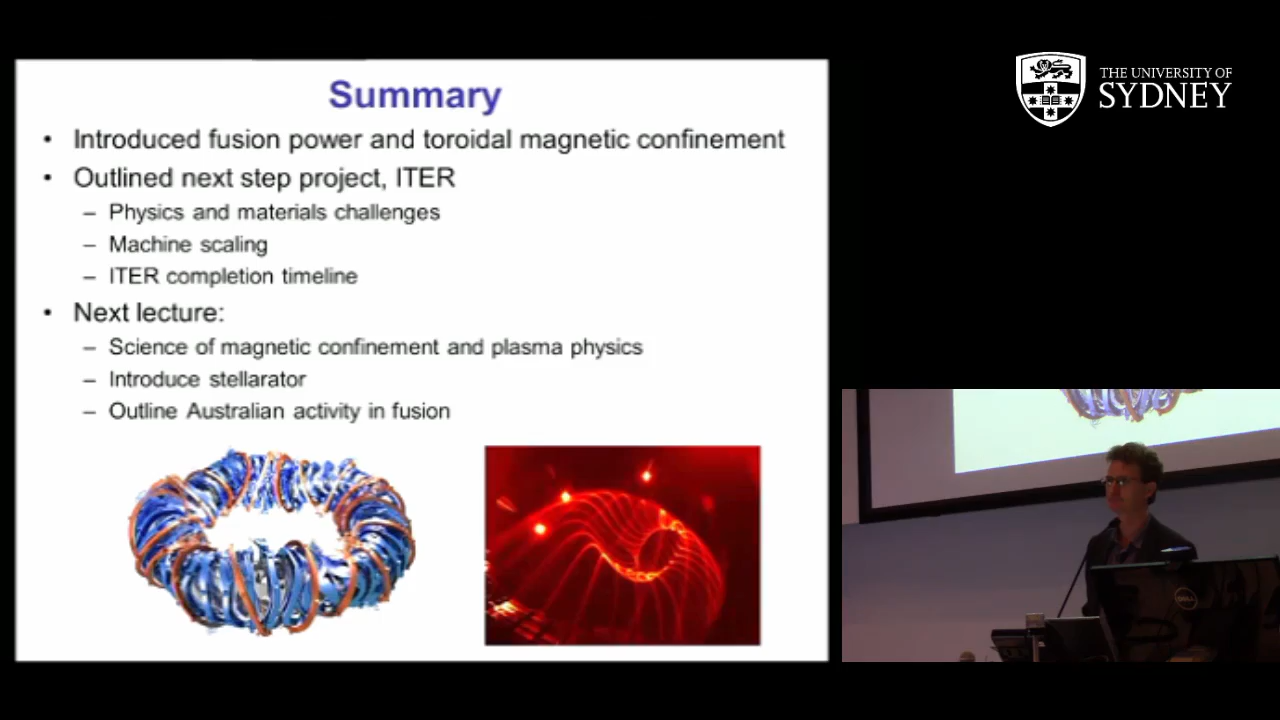 Summary
• Introduced fusion power and toroidal magnetic confinement
• Outlined next step project, ITER
– Physics and materials challenges
– Machine scaling
– ITER completion timeline
• Next lecture:
– Science of magnetic confinement and plasma physics
– Introduce stellarator
– Outline Australian activity in fusion
THE UNIVERSITY OF
SYDNEY
DELL